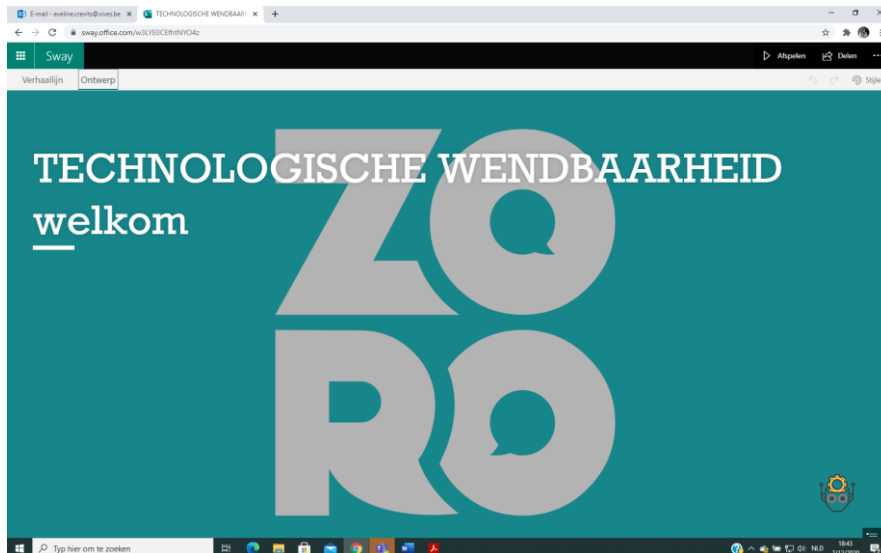 E-mail - eveline.crevits@vives.be
TECHNOLOGISCHE WENDBAAR
sway.office.com/w3LYE0CEfhtNYO4z
Sway
Afspelen
Delen
Verhaallijn
Ontwerp
Stijlen
TECHNOLOGISCHE WENDBAARHEID
welkom
ZO
RO
Typ hier om te zoeken
NLD
18:43